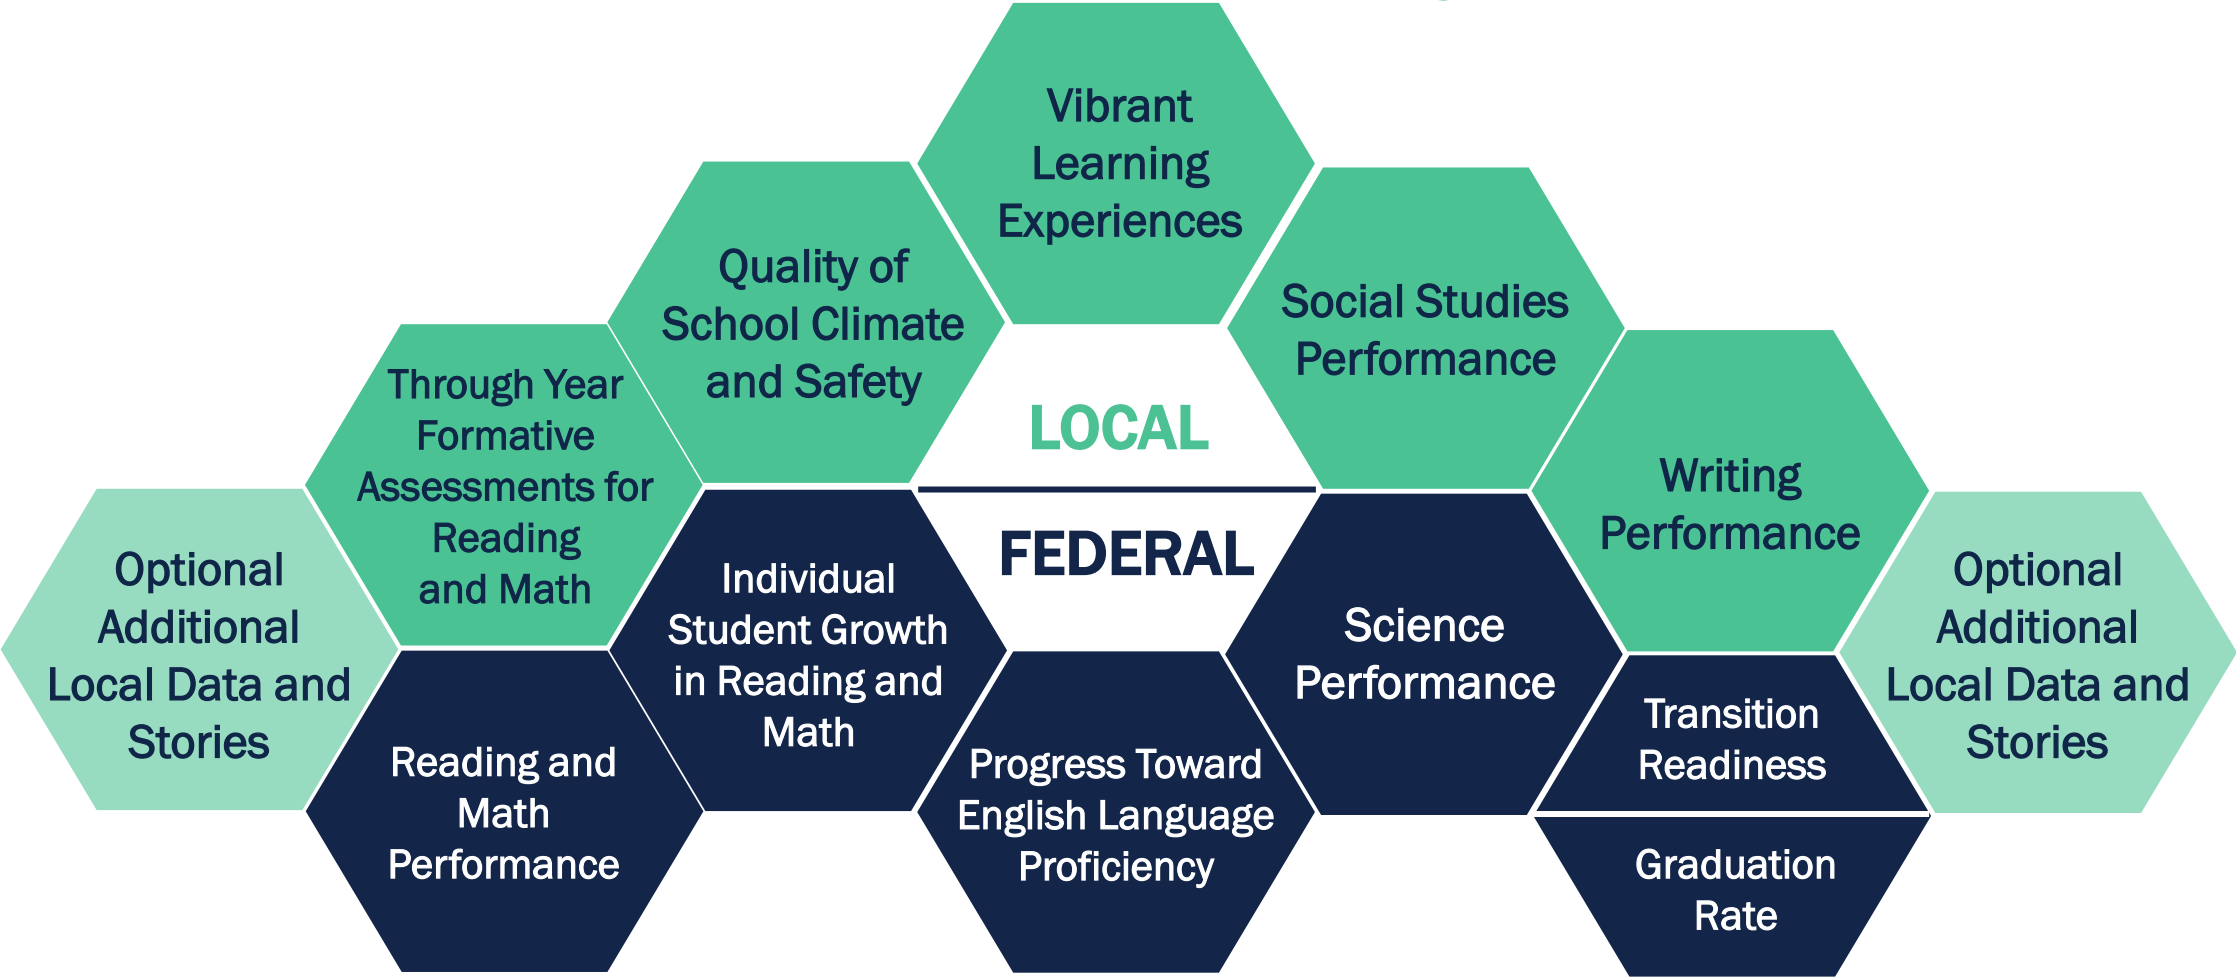 Vibrant
Learning
Experiences
Quality of
School Climate
and Safety
Social Studies
Performance
Through Year
Formative
Assessments for
Reading
and Math
LOCAL
Writing
Performance
FEDERAL
Optional
Additional
Local Data and
Stories
Individual
Student Growth
in Reading and
Math
Science
Performance
Optional
Additional
Local Data and
Stories
Reading and
Math
Performance
Progress Toward
English Language
Proficiency
Transition
Readiness
Graduation
Rate